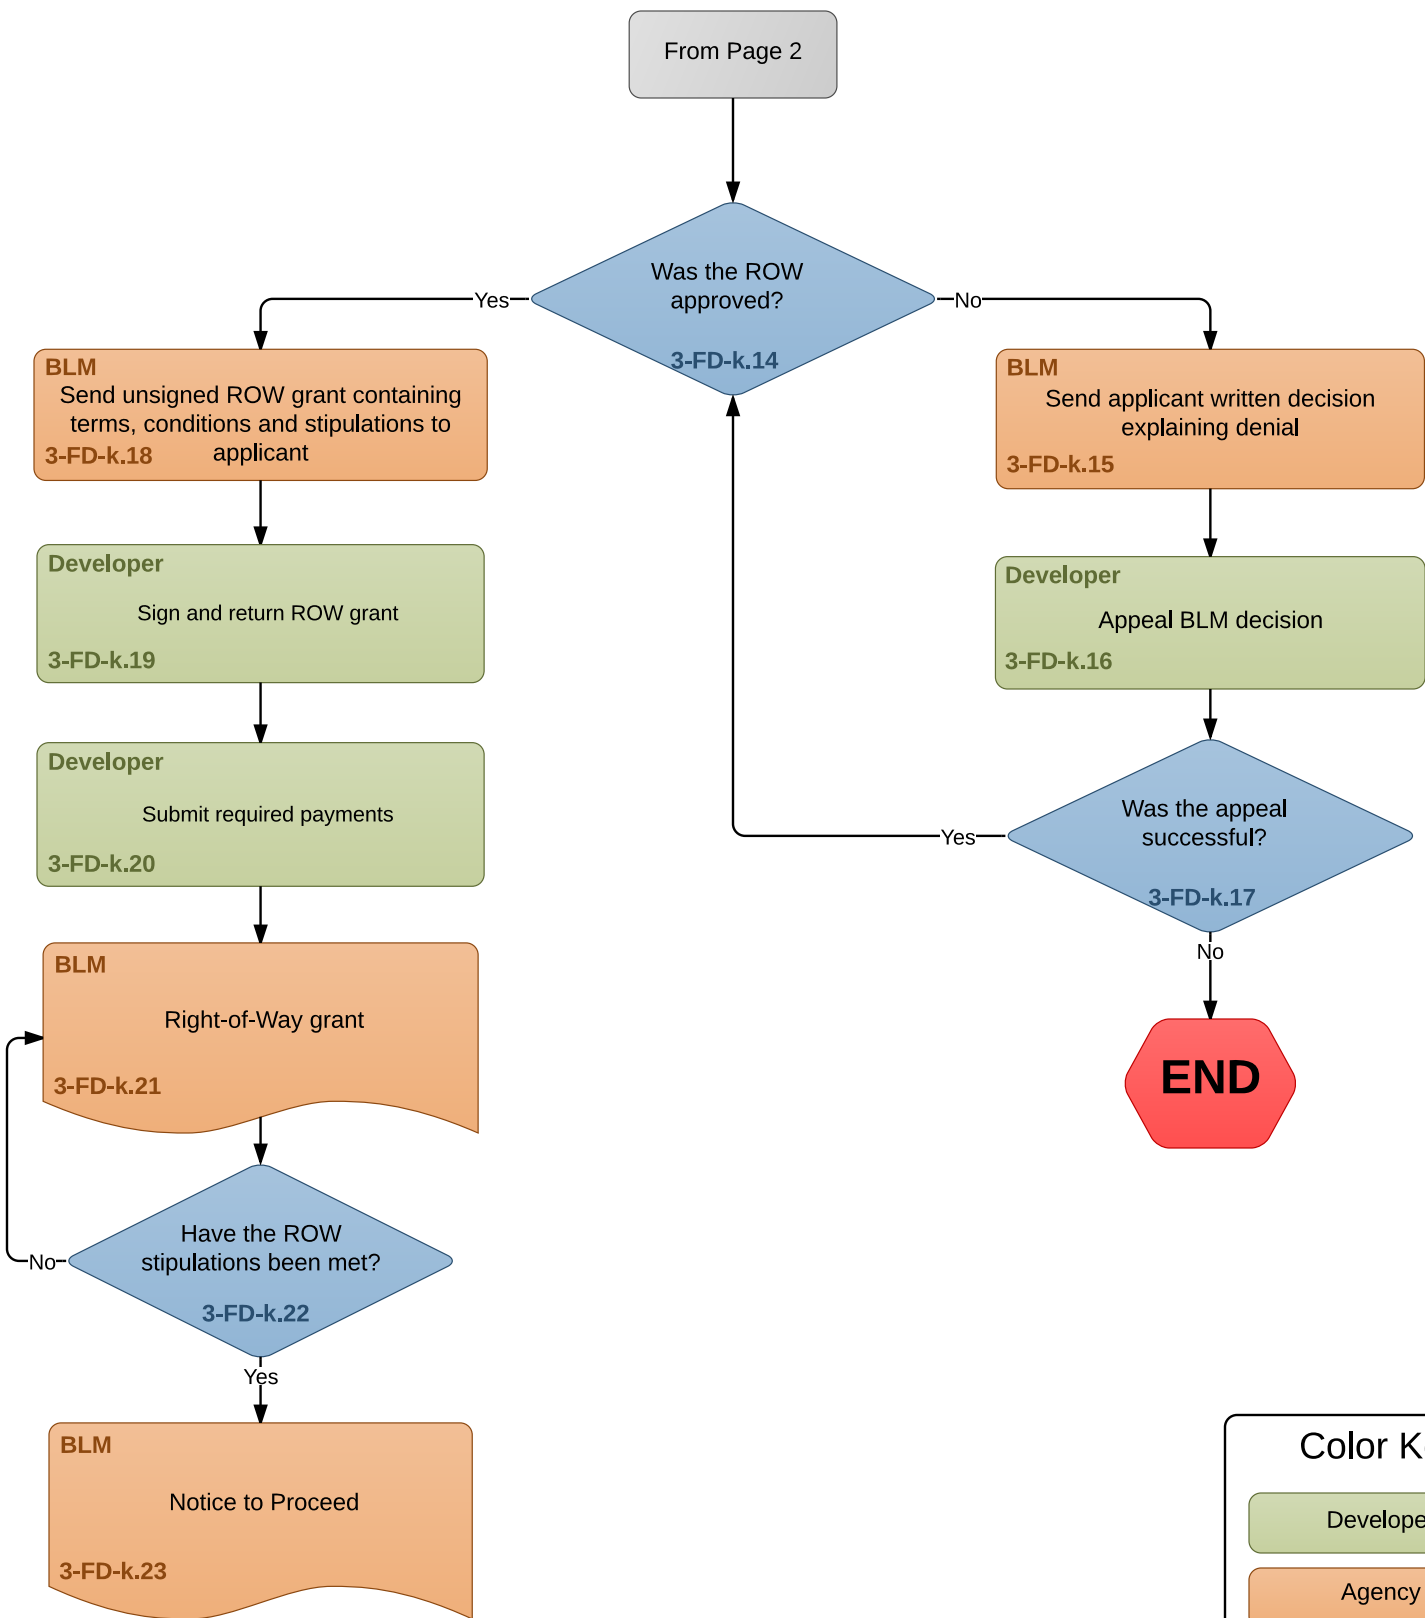 From Page 2
Was the ROW
approved?
3-FD-k.14
Yes
No
BLM
Send unsigned ROW grant containing
terms, conditions and stipulations to
applicant
3-FD-k.18
BLM
Send applicant written decision
explaining denial
3-FD-k.15
Developer
Sign and return ROW grant
3-FD-k.19
Developer
Appeal BLM decision
3-FD-k.16
Developer
Submit required payments
3-FD-k.20
Was the appeal
successful?
3-FD-k.17
Yes
No
END
BLM
Right-of-Way grant
3-FD-k.21
Have the ROW
stipulations been met?
3-FD-k.22
No
Yes
BLM
Notice to Proceed
3-FD-k.23
Color K
Develope
Agency